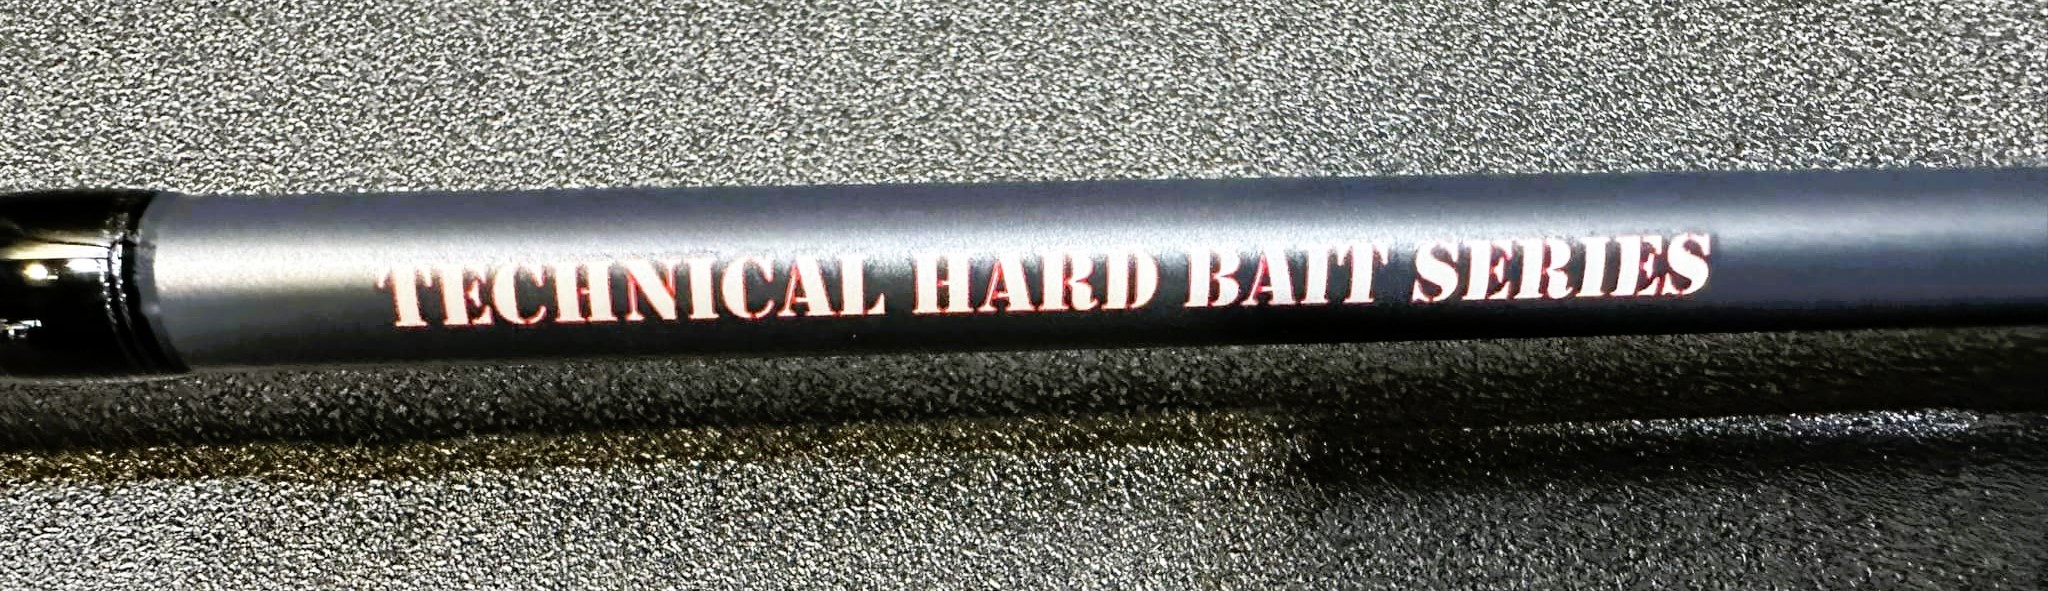 TECHNICAL HARD BAIT SERIES